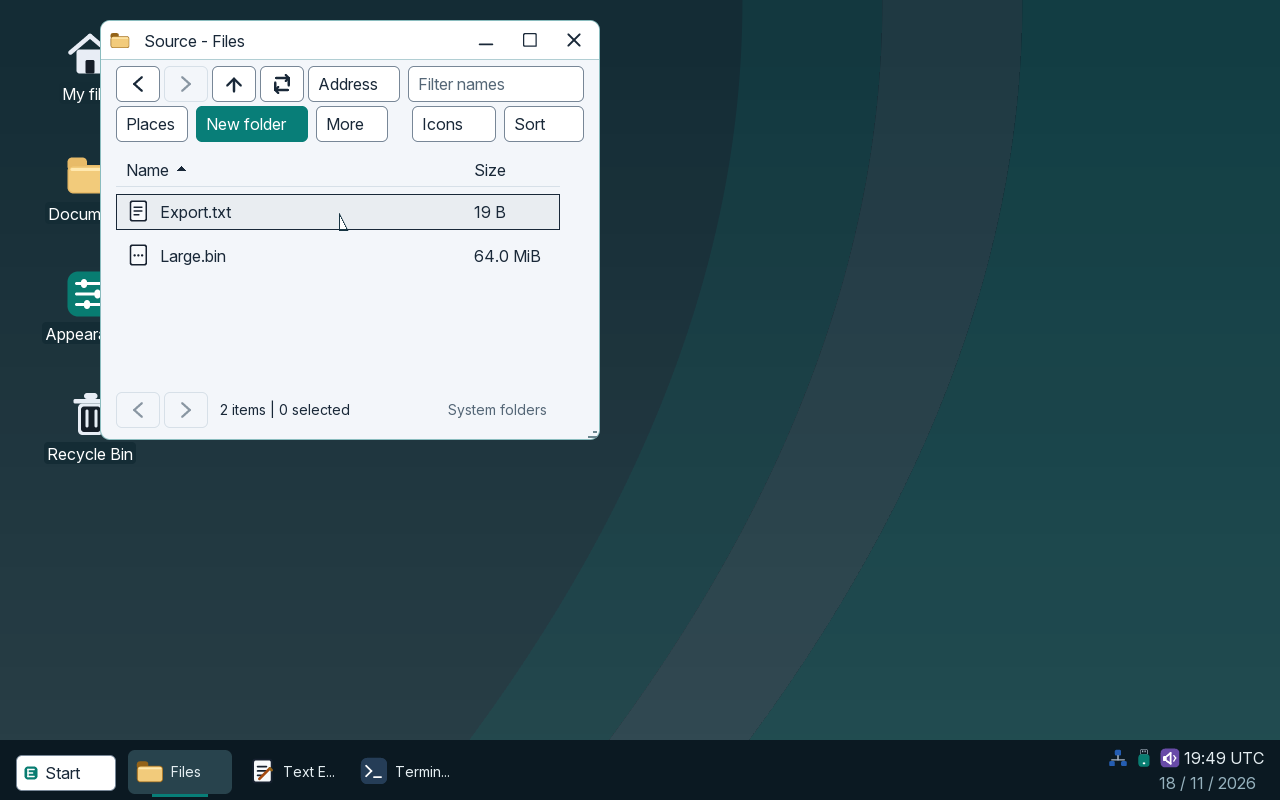 Source - Files
Address
Filter names
Places
New folder
More
Icons
Sort
Name
Size
Export.txt
19 B
Large.bin
64.0 MiB
2 items | 0 selected
System folders
My fil
Docum
Appeara
Recycle Bin
Start
Files
Text E...
Termin...
19:49 UTC
18 / 11 / 2026